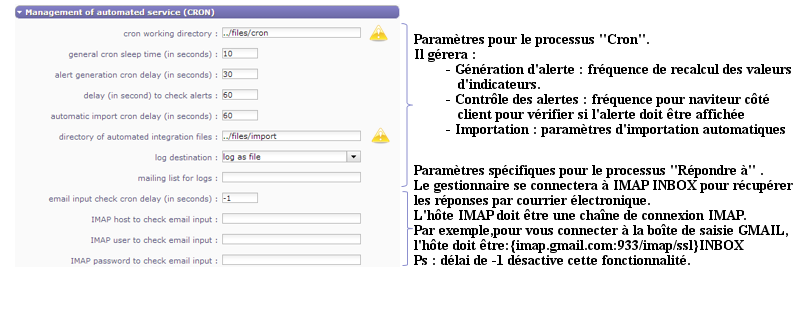 Management of automated service (CRON)
cron working directory : ../files/cron
general cron sleep time (in seconds) : 10
alert generation cron delay (in seconds) : 30
delay (in second) to check alerts : 60
automatic import cron delay (in seconds) : 60
directory of automated integration files : ../files/import
log destination : log as file
mailing list for logs :
email input check cron delay (in seconds) : -1
IMAP host to check email input :
IMAP user to check email input :
IMAP password to check email input :
Paramètres pour le processus "Cron".
Il gérera :
- Génération d'alerte : fréquence de recalcul des valeurs
d'indicateurs.
- Contrôle des alertes : fréquence pour naviteur côté
client pour vérifier si l'alerte doit être affichée
- Importation : paramètres d'importation automatiques
Paramètres spécifiques pour le processus "Répondre à" .
Le gestionnaire se connectera à IMAP INBOX pour récupérer
les réponses par courrier électronique.
L'hôte IMAP doit être une chaîne de connexion IMAP.
Par exemple,pour vous connecter à la boîte de saisie GMAIL,
l'hôte doit être:{imap.gmail.com:933/imap/ssl}INBOX
Ps : délai de -1 désactive cette fonctionnalité.